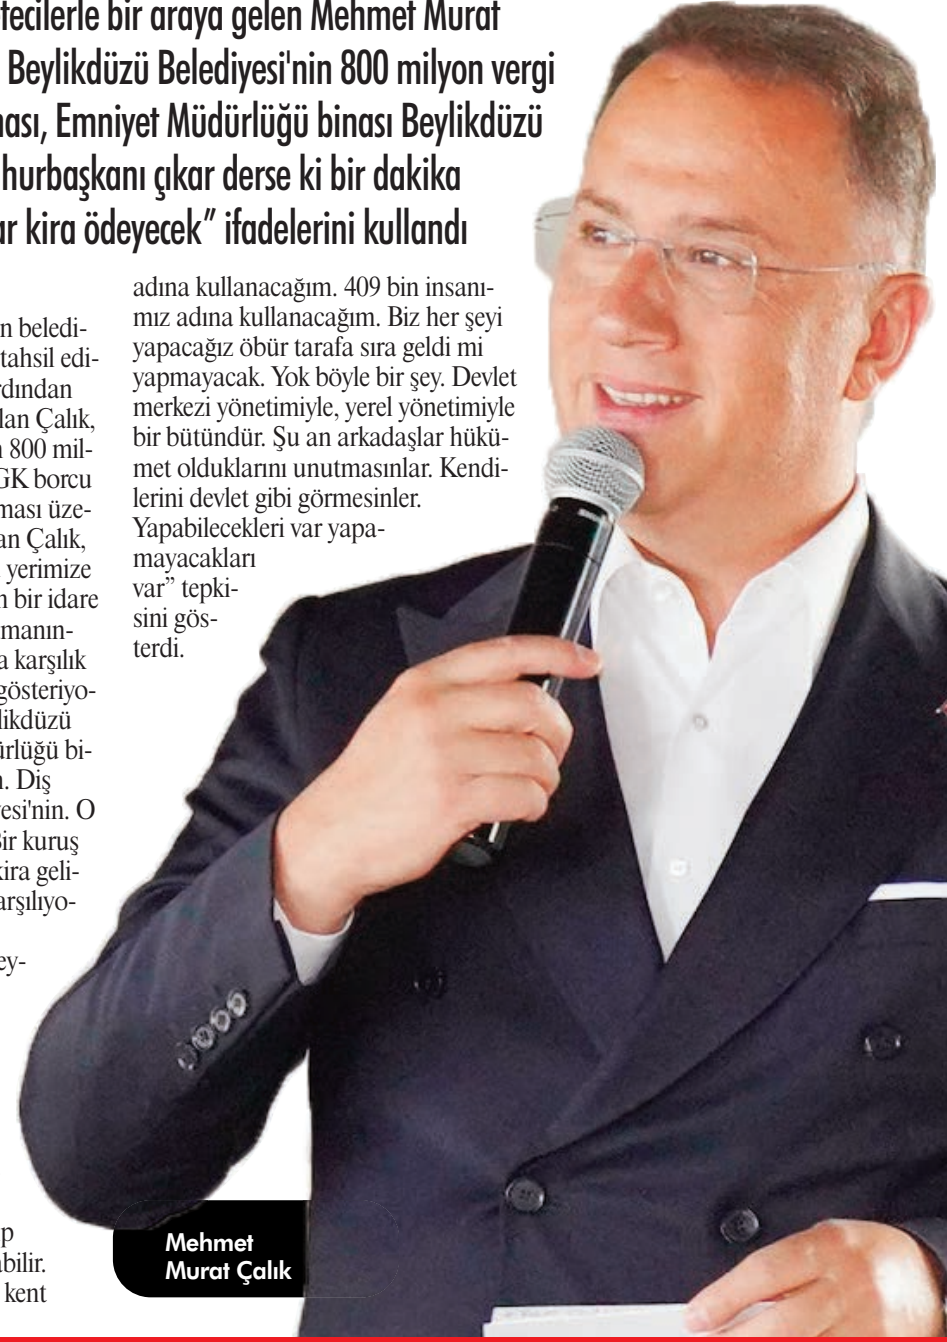 tecilerle bir araya gelen Mehmet Murat
Beylikdüzü Belediyesi'nin 800 milyon vergi
nası, Emniyet Müdürlüğü binası Beylikdüzü
hurbaşkanı çıkar derse ki bir dakika
ar kira ödeyecek” ifadelerini kullandı
n beledi-
tahsil edi-
rdından
lan Çalık,
n 800 mil-
GK borcu
ması üze-
an Çalık,
yerimize
n bir idare
manın-
a karşılık
gösteriyo-
likdüzü
ürlüğü bi-
n. Diş
esi'nin. O
Bir kuruş
kira geli-
arşılıyo-
ey-
p
abilir.
kent
adına kullanacağım. 409 bin insanı-
mız adına kullanacağım. Biz her şeyi
yapacağız öbür tarafa sıra geldi mi
yapmayacak. Yok böyle bir şey. Devlet
merkezi yönetimiyle, yerel yönetimiyle
bir bütündür. Şu an arkadaşlar hükü-
met olduklarını unutmasınlar. Kendi-
lerini devlet gibi görmesinler.
Yapabilecekleri var yapa-
mayacakları
var” tepki-
sini gös-
terdi.
Mehmet
Murat Çalık